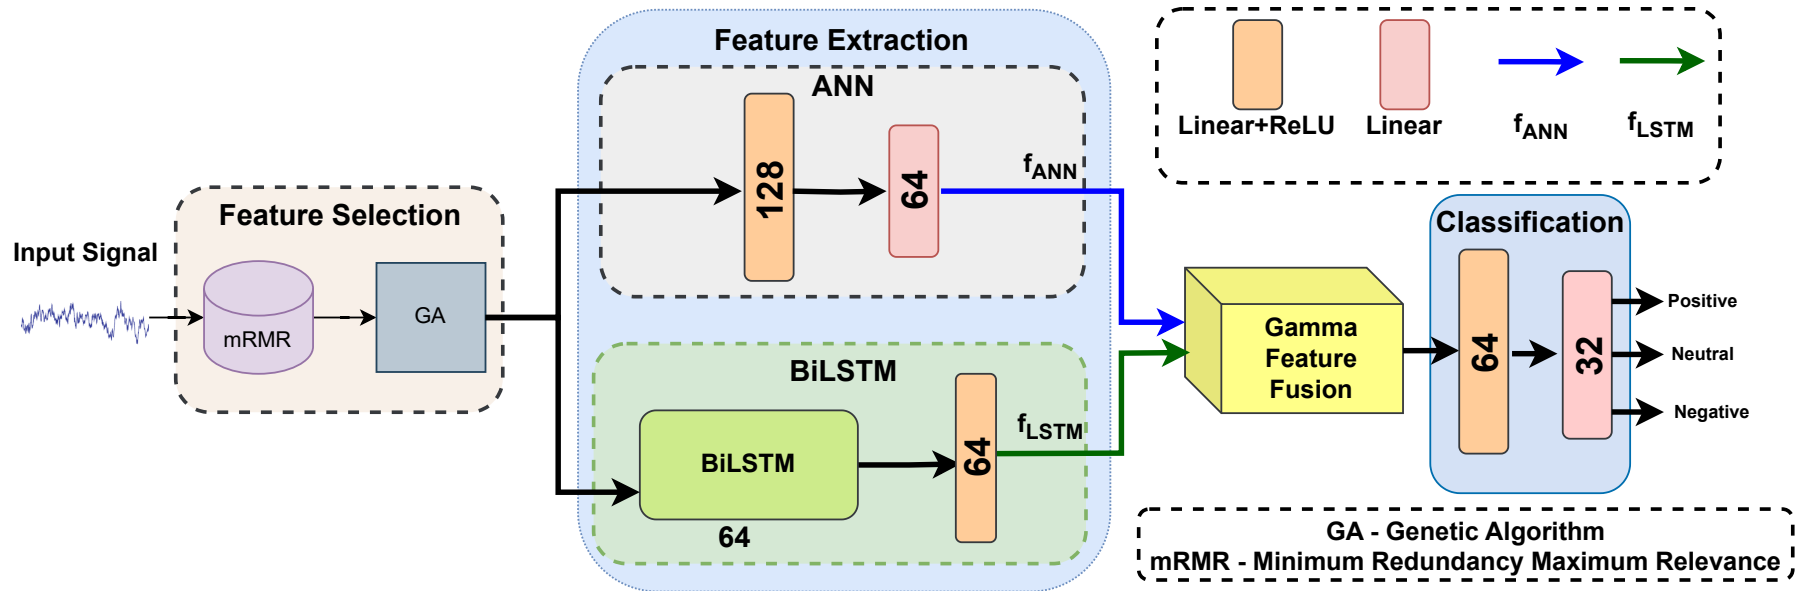 Input Signal
Feature Selection
mRMR
GA
Feature Extraction
ANN
128
64
fANN
BiLSTM
BiLSTM
64
64
fLSTM
Gamma
Feature
Fusion
Classification
64
32
Positive
Neutral
Negative
Linear+ReLU
Linear
fANN
fLSTM
GA - Genetic Algorithm
mRMR - Minimum Redundancy Maximum Relevance